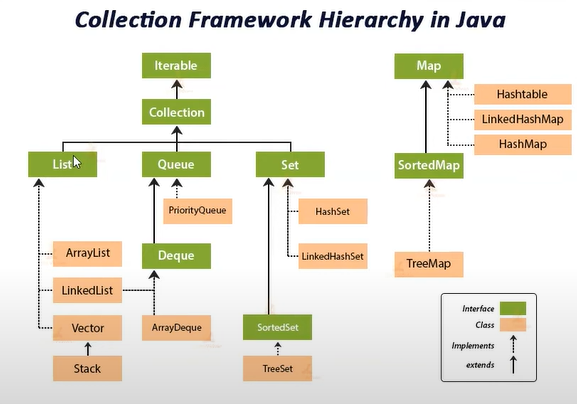 Collection Framework Hierarchy in Java
Iterable
Map
Collection
Hashtable
LinkedHashMap
HashMap
List
Queue
Set
SortedMap
PriorityQueue
HashSet
ArrayList
Deque
LinkedHashSet
TreeMap
LinkedList
Vector
ArrayDeque
SortedSet
Stack
TreeSet
Interface
Class
Implements
extends